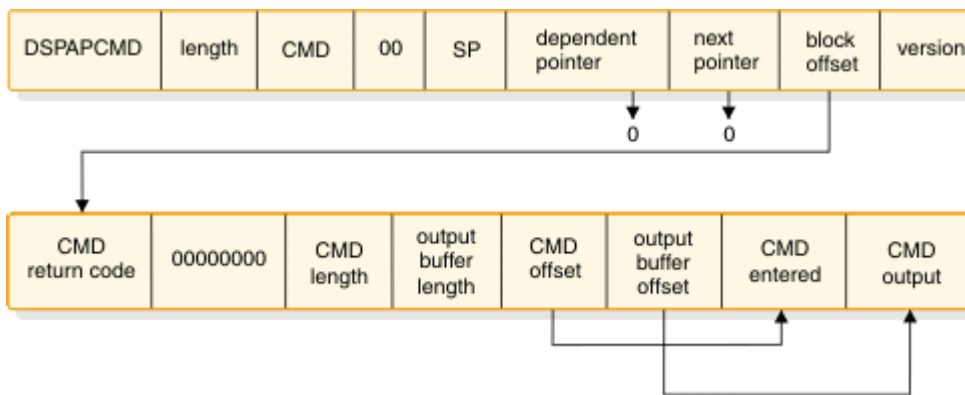 DSPAPCMD
length
CMD
00
SP
dependent
pointer
next
pointer
block
offset
version
0
0
CMD
return code
00000000
CMD
length
output
buffer
length
CMD
offset
output
buffer
offset
CMD
entered
CMD
output